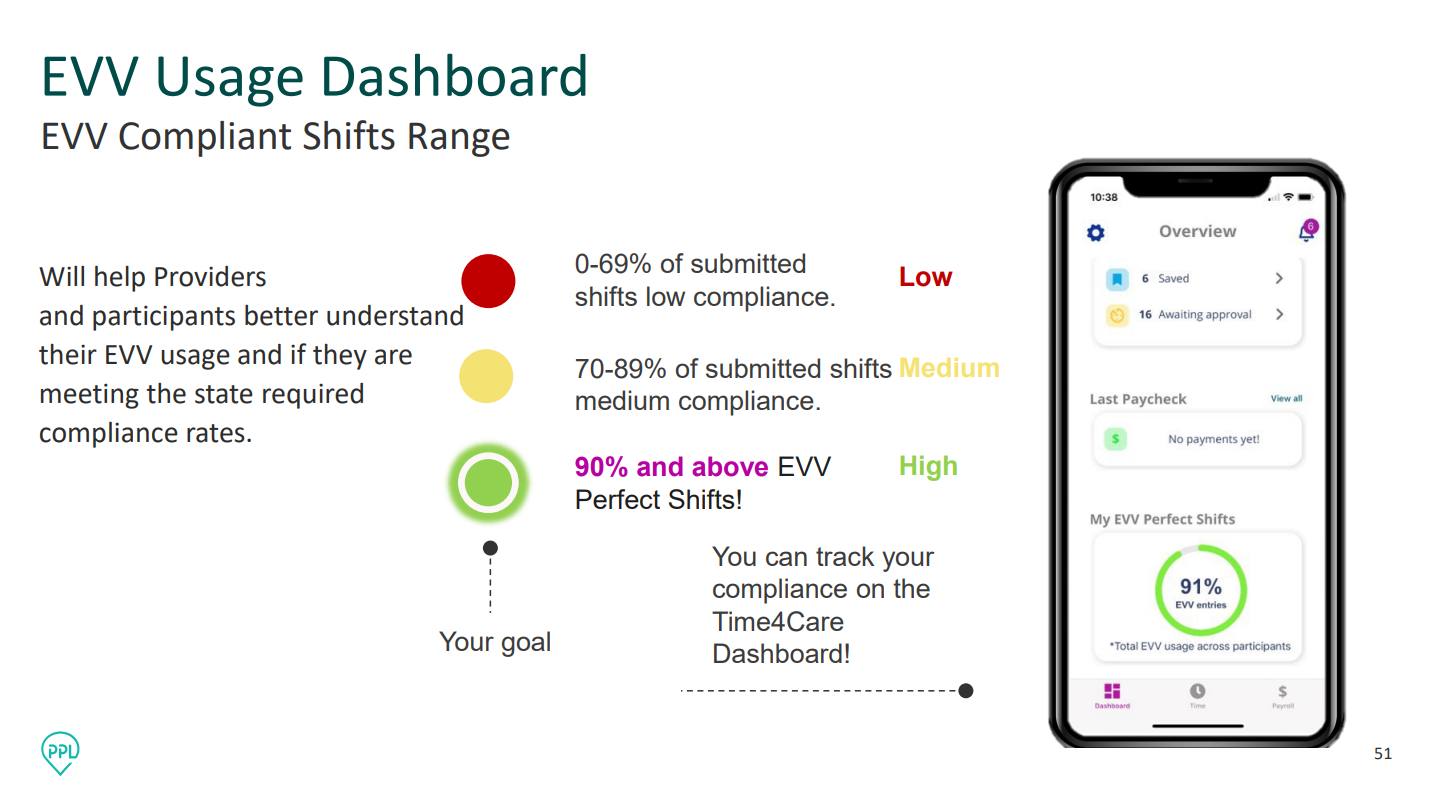 EVV Usage Dashboard
EVV Compliant Shifts Range
Will help Providers
and participants better understand
their EVV usage and if they are
meeting the state required
compliance rates.
0-69% of submitted
shifts low compliance.
Low
70-89% of submitted shifts
medium compliance.
Medium
90% and above EVV
Perfect Shifts!
High
Your goal
You can track your
compliance on the
Time4Care
Dashboard!
10:38
Overview
6
6 Saved
16 Awaiting approval
Last Paycheck
View all
$
No payments yet!
My EVV Perfect Shifts
91%
EVV entries
*Total EVV usage across participants
Dashboard
Time
$
Payroll
PPL
51